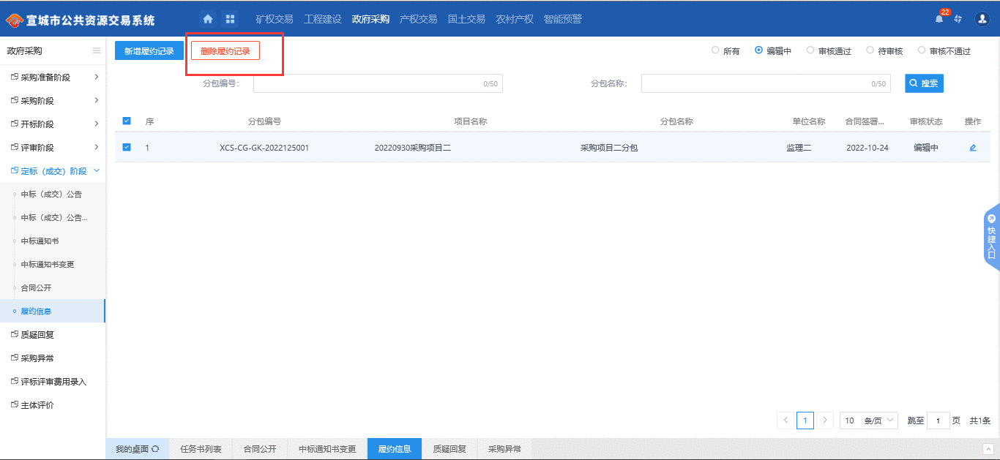 宣城市公共资源交易系统
矿权交易 工程建设 政府采购 产权交易 国土交易 农村产权 智能预警
22
政府采购
采购准备阶段
采购阶段
开标阶段
评审阶段
定标（成交）阶段
中标（成交）公告
中标（成交）公告...
中标通知书
中标通知书变更
合同公开
履约信息
质疑回复
采购异常
评标评审费用录入
主体评价
新增履约记录 删除履约记录
所有 编辑中 审核通过 待审核 审核不通过
分包编号： 0/50 分包名称： 0/50 搜索
序 分包编号 项目名称 分包名称 单位名称 合同签署... 审核状态 操作
1 XCS-CG-GK-2022125001 20220930采购项目二 采购项目二分包 监理二 2022-10-24 编辑中
快捷入口
1 10 条/页 跳至 1 页 共1条
我的桌面 任务书列表 合同公开 中标通知书变更 履约信息 质疑回复 采购异常